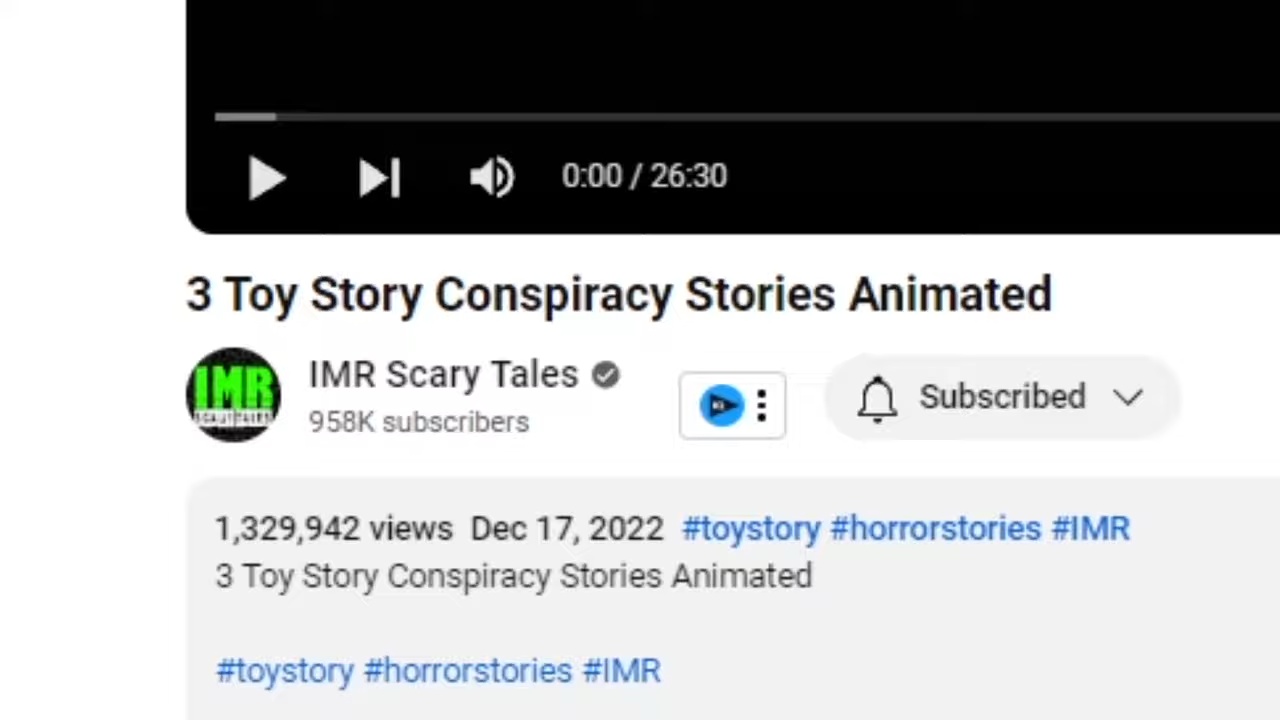 0:00 / 26:30
3 Toy Story Conspiracy Stories Animated
IMR
IMR Scary Tales
958K subscribers
Subscribed
1,329,942 views Dec 17, 2022 #toystory #horrorstories #IMR
3 Toy Story Conspiracy Stories Animated
#toystory #horrorstories #IMR